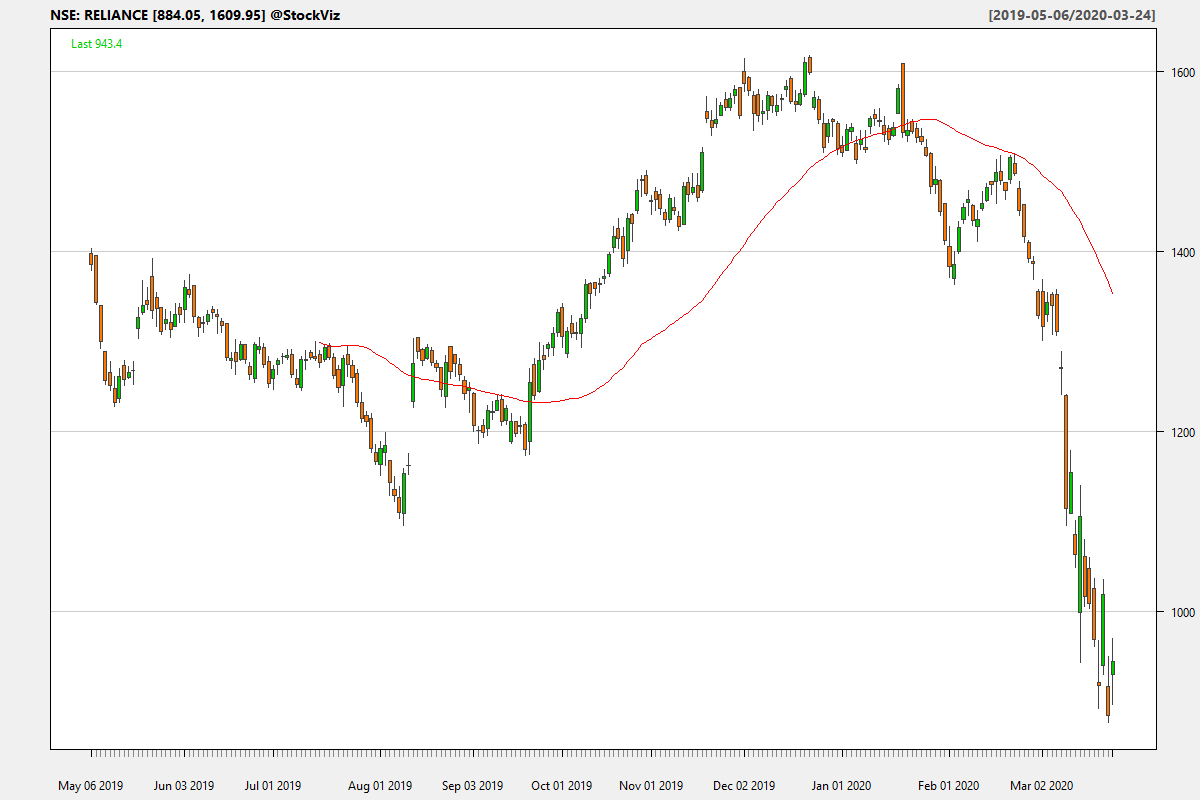 NSE: RELIANCE [884.05, 1609.95] @StockViz
[2019-05-06/2020-03-24]
Last 943.4
1600
1400
1200
1000
May 06 2019 Jun 03 2019 Jul 01 2019 Aug 01 2019 Sep 03 2019 Oct 01 2019 Nov 01 2019 Dec 02 2019 Jan 01 2020 Feb 01 2020 Mar 02 2020